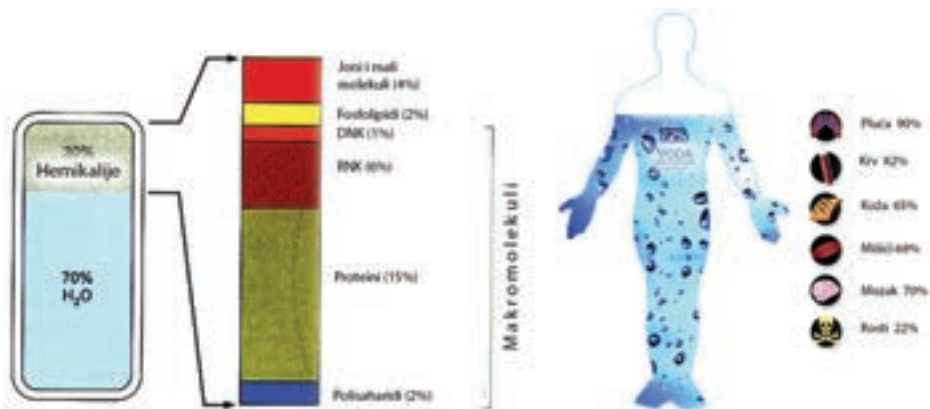 30%
Hemikalije
70%
H₂O
Joni i mali
molekuli (4%)
Fosfolipidi (2%)
DNK (1%)
RNK (6%)
Proteini (15%)
Polisaharidi (2%)
Makromolekuli
VODA
Pluća 90%
Krv 82%
Koža 65%
Mišići 60%
Mozak 70%
Kosti 22%